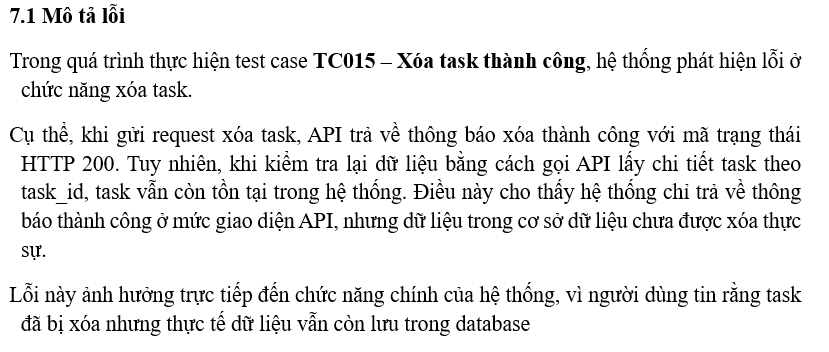 7.1 Mô tả lỗi
Trong quá trình thực hiện test case TC015 – Xóa task thành công, hệ thống phát hiện lỗi ở
chức năng xóa task.
Cụ thể, khi gửi request xóa task, API trả về thông báo xóa thành công với mã trạng thái
HTTP 200. Tuy nhiên, khi kiểm tra lại dữ liệu bằng cách gọi API lấy chi tiết task theo
task_id, task vẫn còn tồn tại trong hệ thống. Điều này cho thấy hệ thống chỉ trả về thông
báo thành công ở mức giao diện API, nhưng dữ liệu trong cơ sở dữ liệu chưa được xóa thực
sự.
Lỗi này ảnh hưởng trực tiếp đến chức năng chính của hệ thống, vì người dùng tin rằng task
đã bị xóa nhưng thực tế dữ liệu vẫn còn lưu trong database